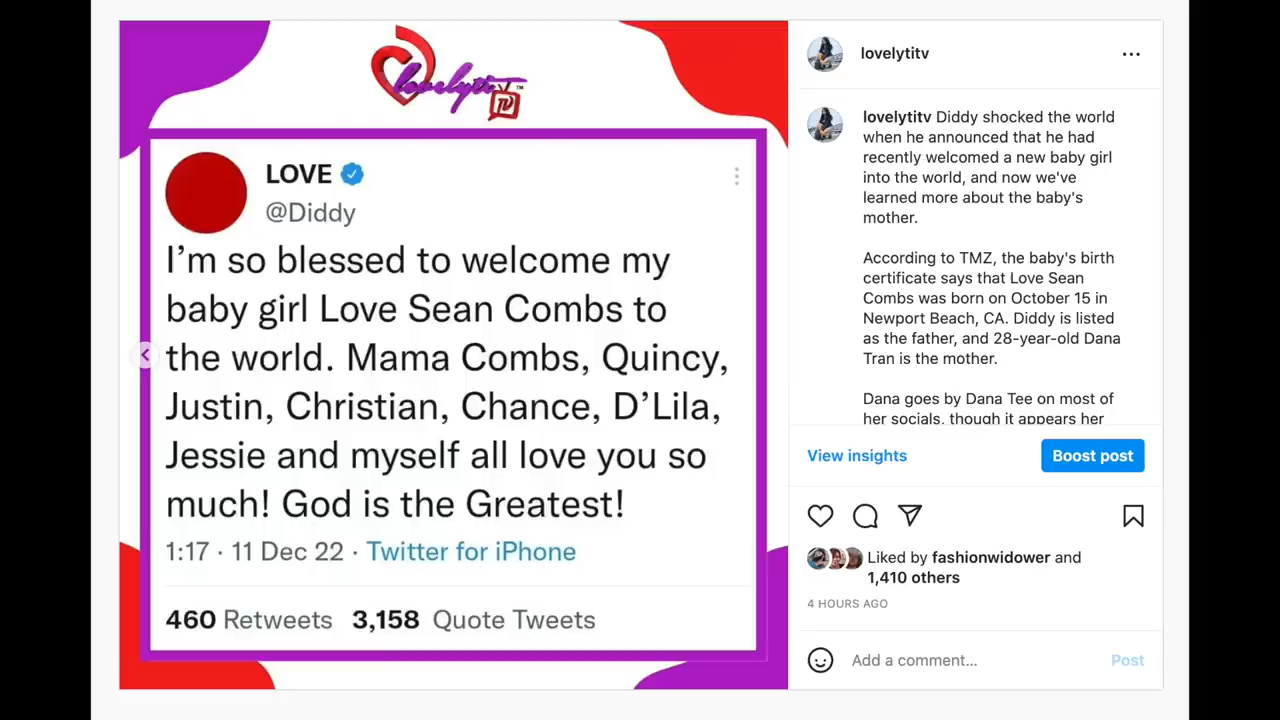 lovelyti TV ™
LOVE
@Diddy
I’m so blessed to welcome my
baby girl Love Sean Combs to
the world. Mama Combs, Quincy,
Justin, Christian, Chance, D’Lila,
Jessie and myself all love you so
much! God is the Greatest!
1:17 · 11 Dec 22 · Twitter for iPhone
460 Retweets 3,158 Quote Tweets
lovelytitv
lovelytitv Diddy shocked the world
when he announced that he had
recently welcomed a new baby girl
into the world, and now we've
learned more about the baby's
mother.
According to TMZ, the baby's birth
certificate says that Love Sean
Combs was born on October 15 in
Newport Beach, CA. Diddy is listed
as the father, and 28-year-old Dana
Tran is the mother.
Dana goes by Dana Tee on most of
her socials, though it appears her
View insights
Boost post
Liked by fashionwidower and
1,410 others
4 HOURS AGO
Add a comment...
Post